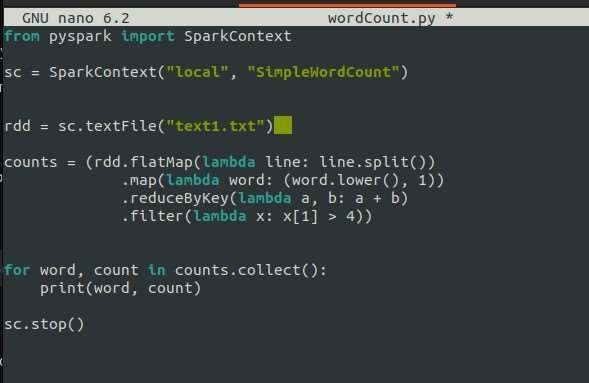 GNU nano 6.2 wordCount.py *
from pyspark import SparkContext
sc = SparkContext("local", "SimpleWordCount")
rdd = sc.textFile("text1.txt")
counts = (rdd.flatMap(lambda line: line.split())
.map(lambda word: (word.lower(), 1))
.reduceByKey(lambda a, b: a + b)
.filter(lambda x: x[1] > 4))
for word, count in counts.collect():
print(word, count)
sc.stop()